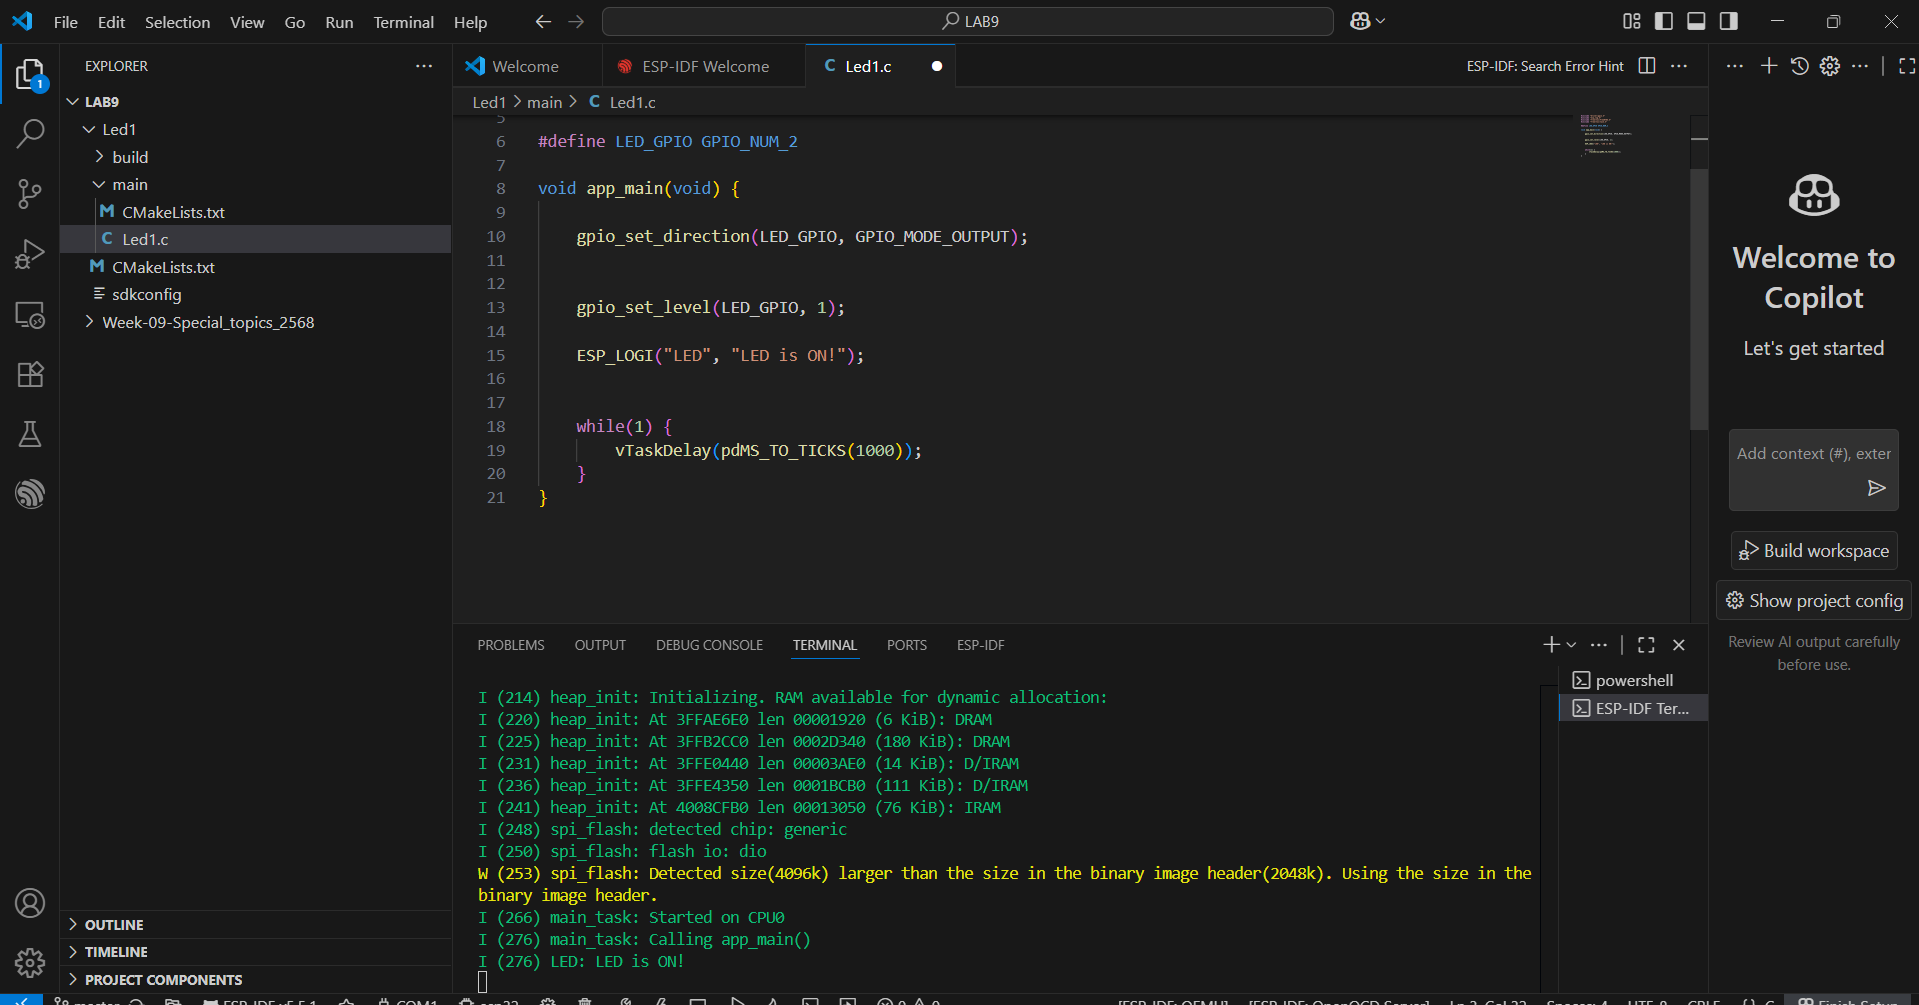 File Edit Selection View Go Run Terminal Help
LAB9
EXPLORER
LAB9
Led1
build
main
CMakeLists.txt
Led1.c
CMakeLists.txt
sdkconfig
Week-09-Special_topics_2568
OUTLINE
TIMELINE
PROJECT COMPONENTS
1
Welcome
ESP-IDF Welcome
C Led1.c
ESP-IDF: Search Error Hint
Led1 > main > C Led1.c
5
6 #define LED_GPIO GPIO_NUM_2
7
8 void app_main(void) {
9
10 gpio_set_direction(LED_GPIO, GPIO_MODE_OUTPUT);
11
12
13 gpio_set_level(LED_GPIO, 1);
14
15 ESP_LOGI("LED", "LED is ON!");
16
17
18 while(1) {
19 vTaskDelay(pdMS_TO_TICKS(1000));
20 }
21 }
PROBLEMS OUTPUT DEBUG CONSOLE TERMINAL PORTS ESP-IDF
I (214) heap_init: Initializing. RAM available for dynamic allocation:
I (220) heap_init: At 3FFAE6E0 len 00001920 (6 KiB): DRAM
I (225) heap_init: At 3FFB2CC0 len 0002D340 (180 KiB): DRAM
I (231) heap_init: At 3FFE0440 len 00003AE0 (14 KiB): D/IRAM
I (236) heap_init: At 3FFE4350 len 0001BCB0 (111 KiB): D/IRAM
I (241) heap_init: At 4008CFB0 len 00013050 (76 KiB): IRAM
I (248) spi_flash: detected chip: generic
I (250) spi_flash: flash io: dio
W (253) spi_flash: Detected size(4096k) larger than the size in the binary image header(2048k). Using the size in the
binary image header.
I (266) main_task: Started on CPU0
I (276) main_task: Calling app_main()
I (276) LED: LED is ON!
powershell
ESP-IDF Ter...
Welcome to
Copilot
Let's get started
Add context (#), exter
Build workspace
Show project config
Review AI output carefully
before use.